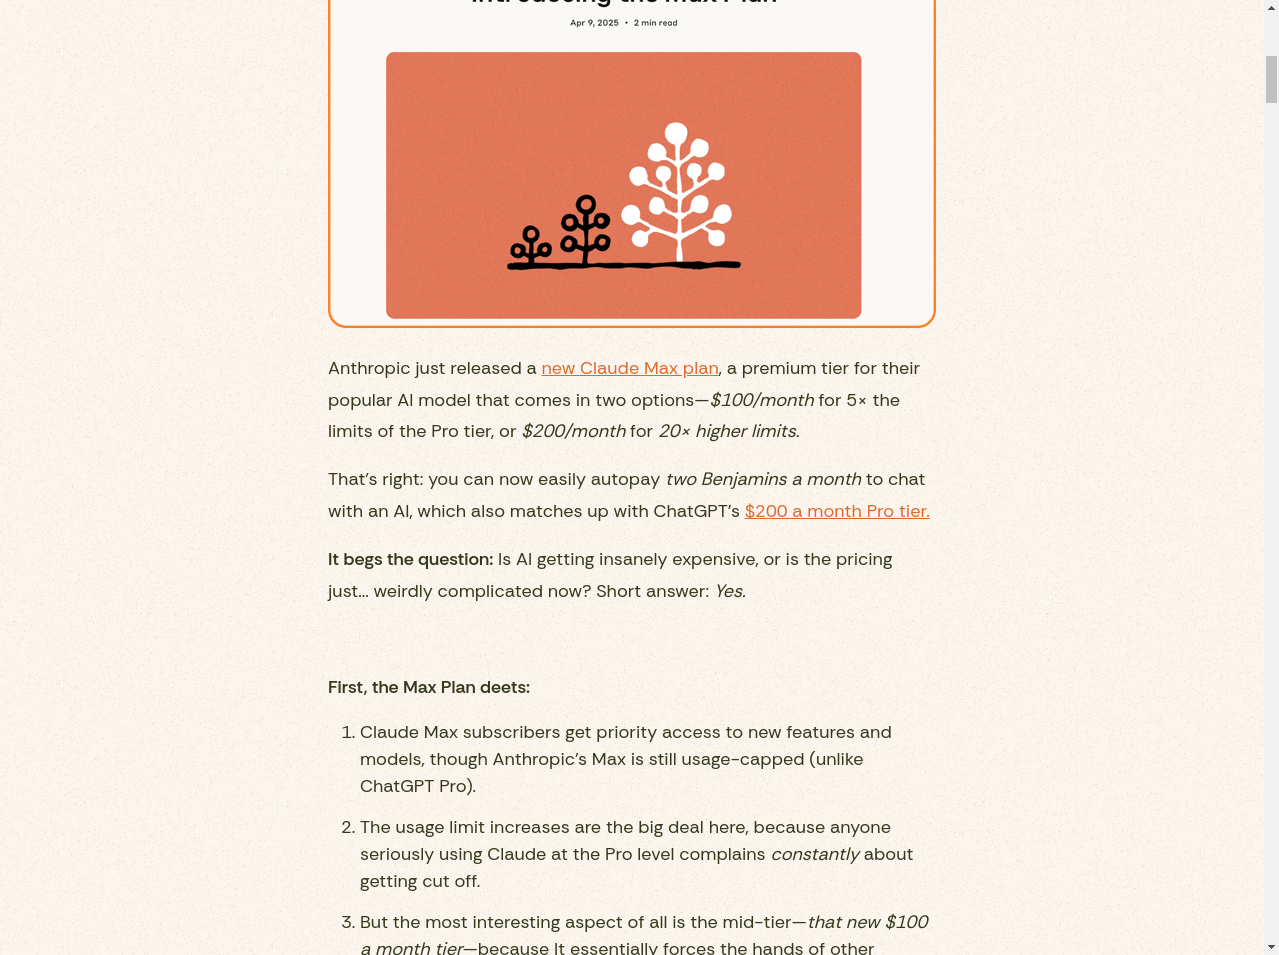 Introducing the Max Plan
Apr 9, 2025 • 2 min read
Anthropic just released a new Claude Max plan, a premium tier for their
popular AI model that comes in two options—$100/month for 5× the
limits of the Pro tier, or $200/month for 20× higher limits.
That’s right: you can now easily autopay two Benjamins a month to chat
with an AI, which also matches up with ChatGPT’s $200 a month Pro tier.
It begs the question: Is AI getting insanely expensive, or is the pricing
just… weirdly complicated now? Short answer: Yes.
First, the Max Plan deets:
1. Claude Max subscribers get priority access to new features and
models, though Anthropic’s Max is still usage-capped (unlike
ChatGPT Pro).
2. The usage limit increases are the big deal here, because anyone
seriously using Claude at the Pro level complains constantly about
getting cut off.
3. But the most interesting aspect of all is the mid-tier—that new $100
a month tier—because It essentially forces the hands of other